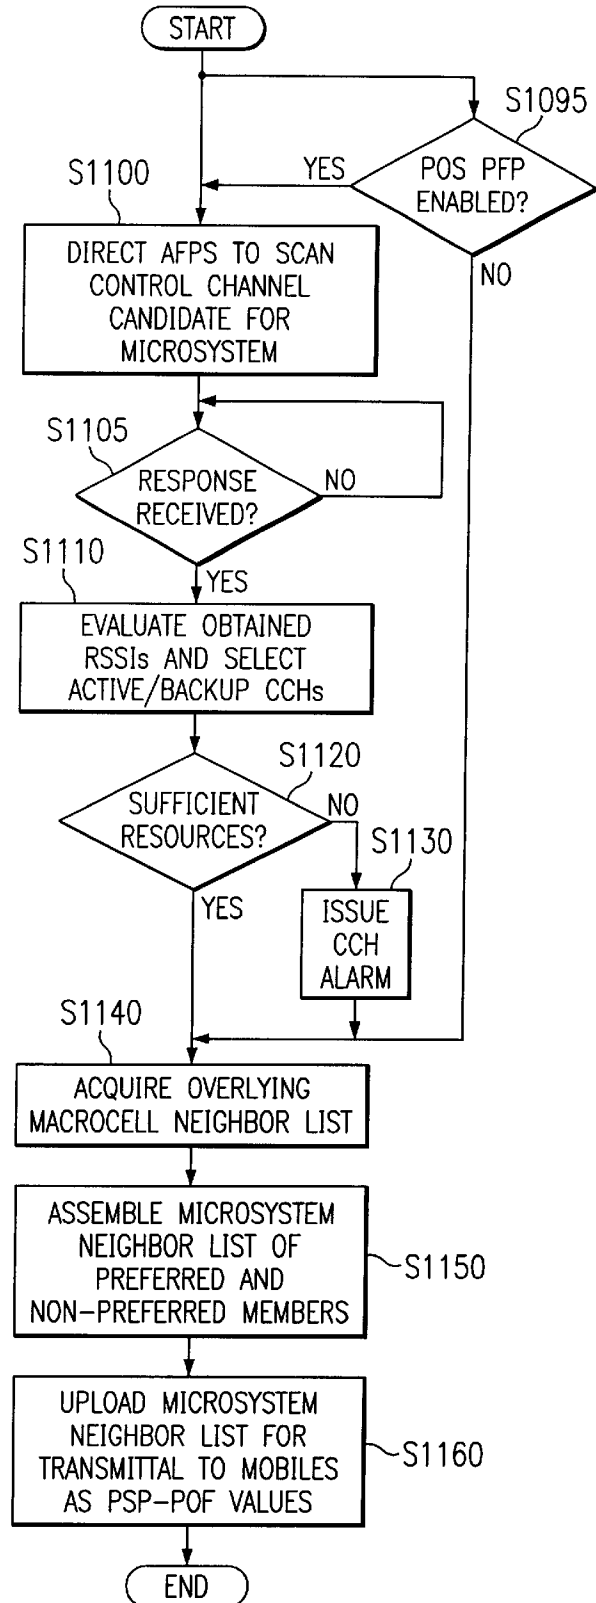 START
S1095
POS PFP
ENABLED?
YES
NO
S1100
DIRECT AFPS TO SCAN
CONTROL CHANNEL
CANDIDATE FOR
MICROSYSTEM
S1105
RESPONSE
RECEIVED?
NO
YES
S1110
EVALUATE OBTAINED
RSSIs AND SELECT
ACTIVE/BACKUP CCHs
S1120
SUFFICIENT
RESOURCES?
NO
YES
S1130
ISSUE
CCH
ALARM
S1140
ACQUIRE OVERLYING
MACROCELL NEIGHBOR LIST
ASSEMBLE MICROSYSTEM
NEIGHBOR LIST OF
PREFERRED AND
NON-PREFERRED MEMBERS
S1150
UPLOAD MICROSYSTEM
NEIGHBOR LIST FOR
TRANSMITTAL TO MOBILES
AS PSP-POF VALUES
S1160
END